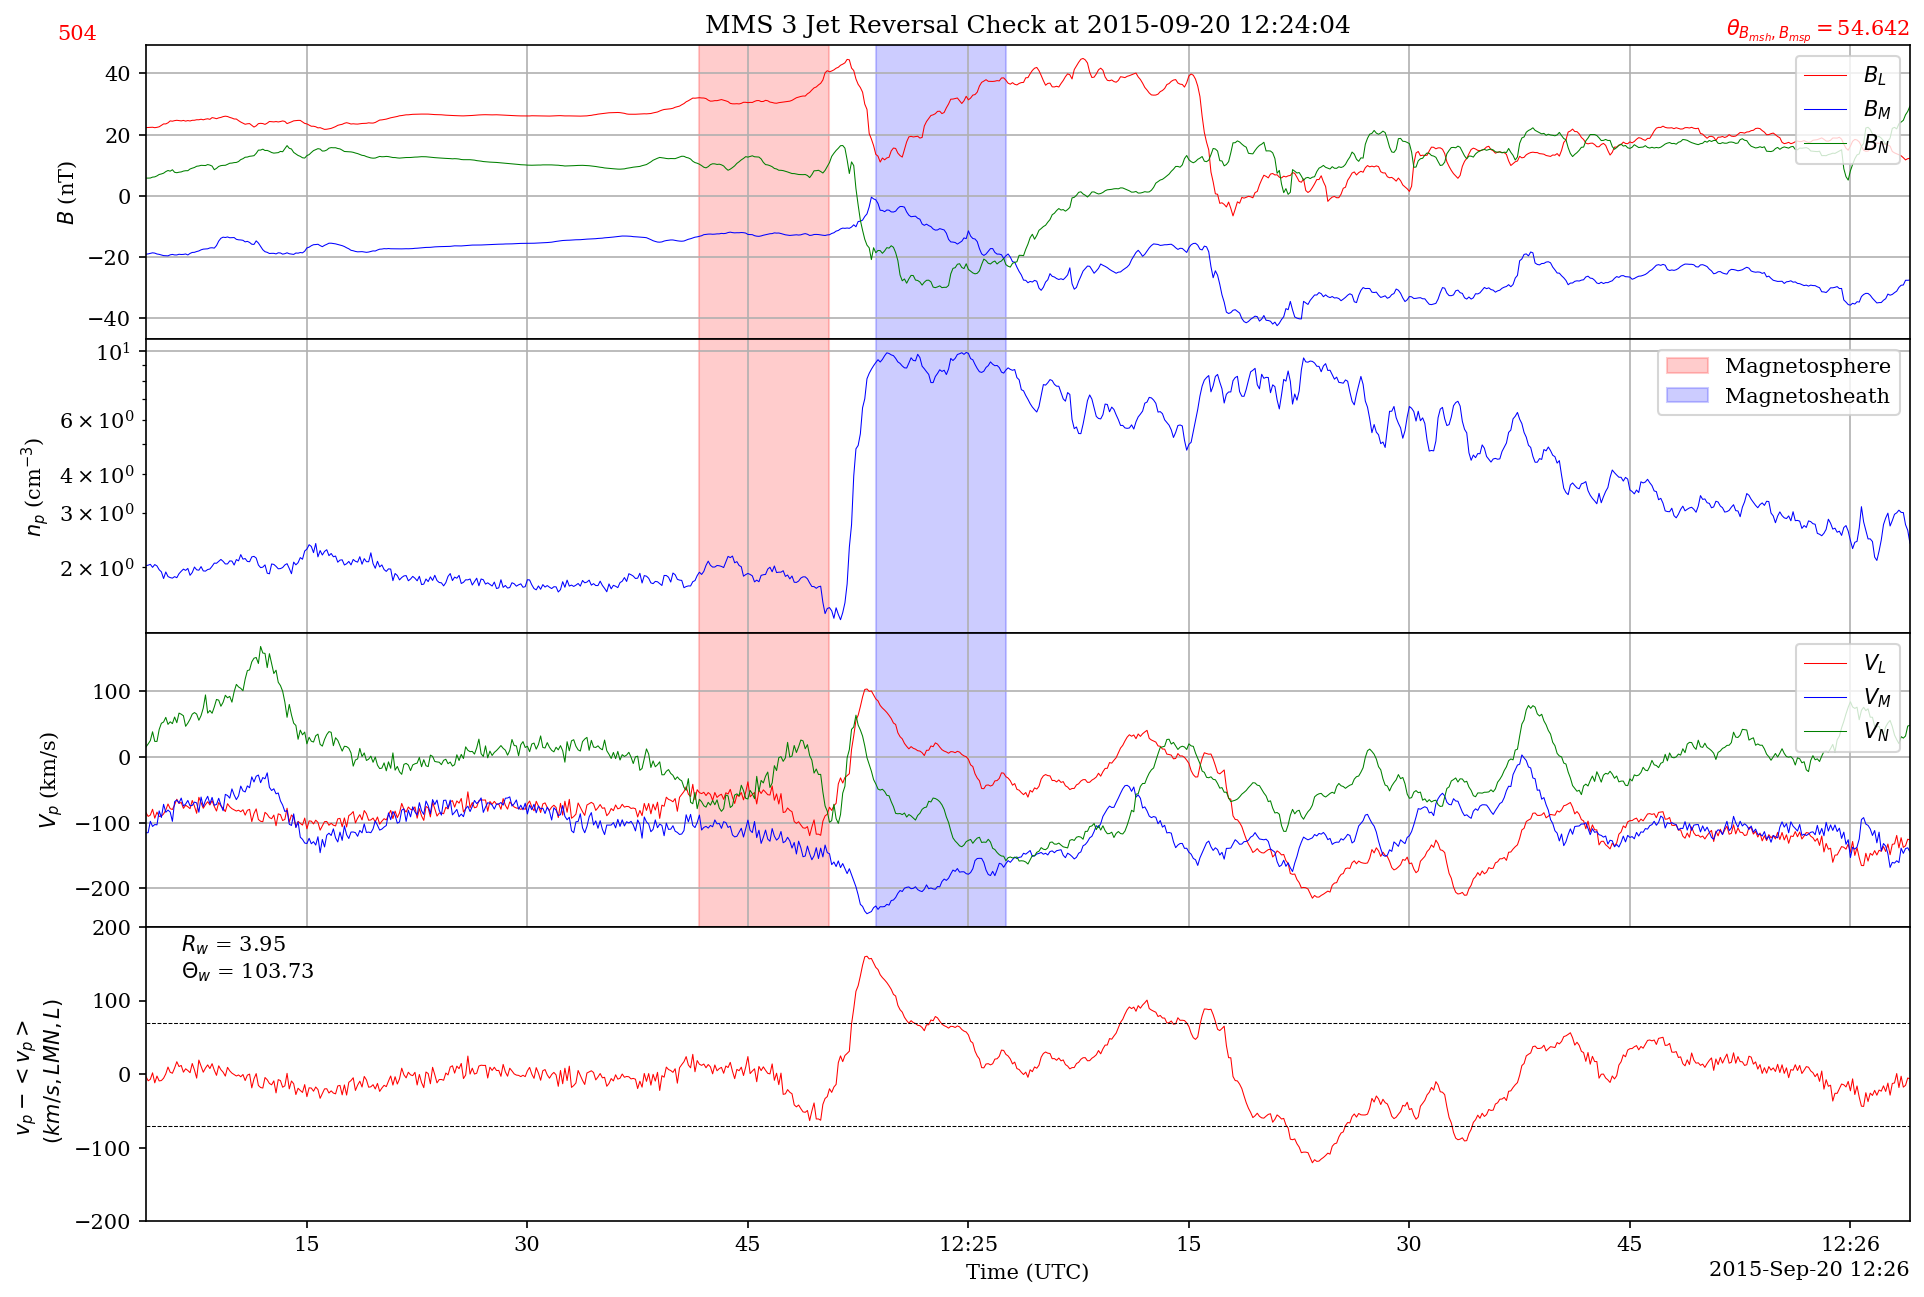 MMS 3 Jet Reversal Check at 2015-09-20 12:24:04
504
θ_{B_{msh}, B_{msp}} = 54.642
40
20
0
−20
−40
B (nT)
B_L
B_M
B_N
10^1
6 × 10^0
4 × 10^0
3 × 10^0
2 × 10^0
n_p (cm^{-3})
Magnetosphere
Magnetosheath
100
0
−100
−200
V_p (km/s)
V_L
V_M
V_N
200
100
0
−100
−200
v_p − < v_p >
(km/s, LMN, L)
R_w = 3.95
Θ_w = 103.73
15
30
45
12:25
15
30
45
12:26
Time (UTC)
2015-Sep-20 12:26